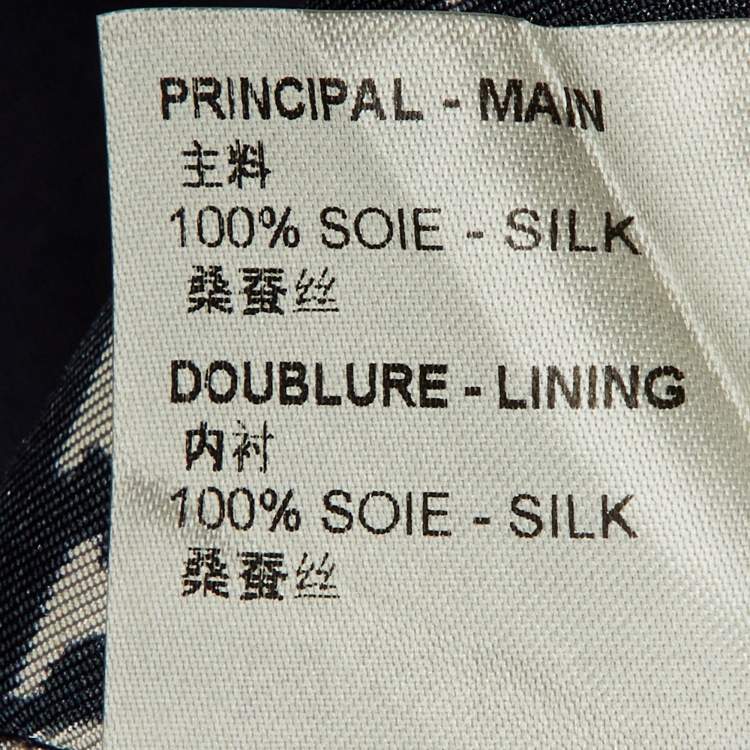 PRINCIPAL - MAIN
主料
100% SOIE - SILK
桑蚕丝
DOUBLURE - LINING
内衬
100% SOIE - SILK
桑蚕丝